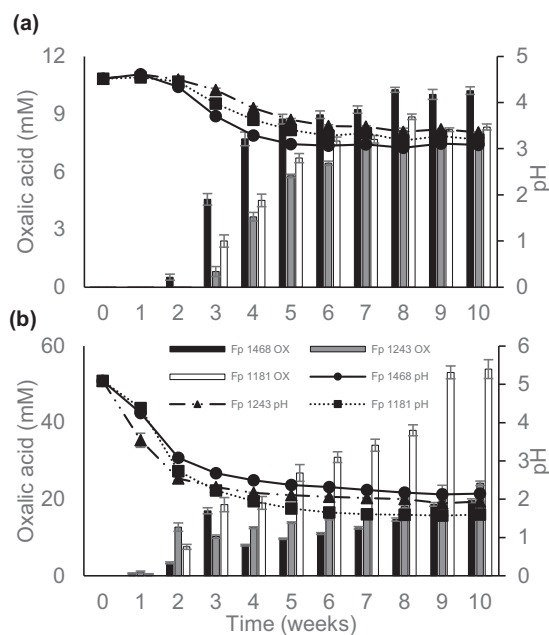 (a)
12
9
6
3
0
Oxalic acid (mM)
5
4
3
2
1
0
pH
0 1 2 3 4 5 6 7 8 9 10
(b)
60
40
20
0
Oxalic acid (mM)
Fp 1468 OX Fp 1243 OX
Fp 1181 OX Fp 1468 pH
Fp 1243 pH Fp 1181 pH
6
5
4
3
2
1
0
pH
0 1 2 3 4 5 6 7 8 9 10
Time (weeks)